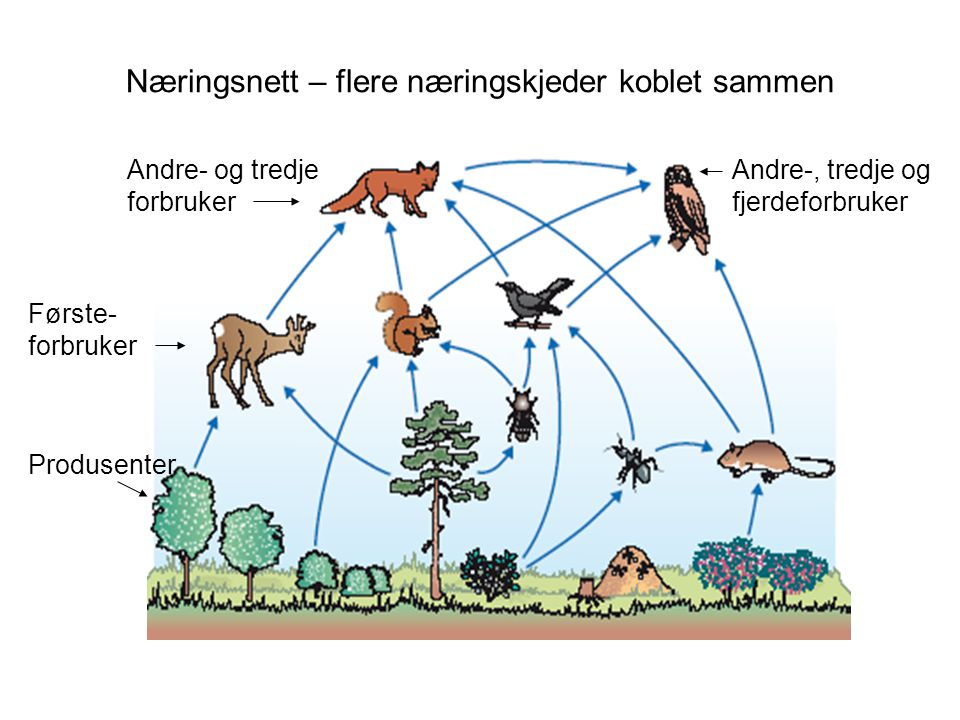 Næringsnett – flere næringskjeder koblet sammen
Andre- og tredje
forbruker
Andre-, tredje og
fjerdeforbruker
Første-
forbruker
Produsenter